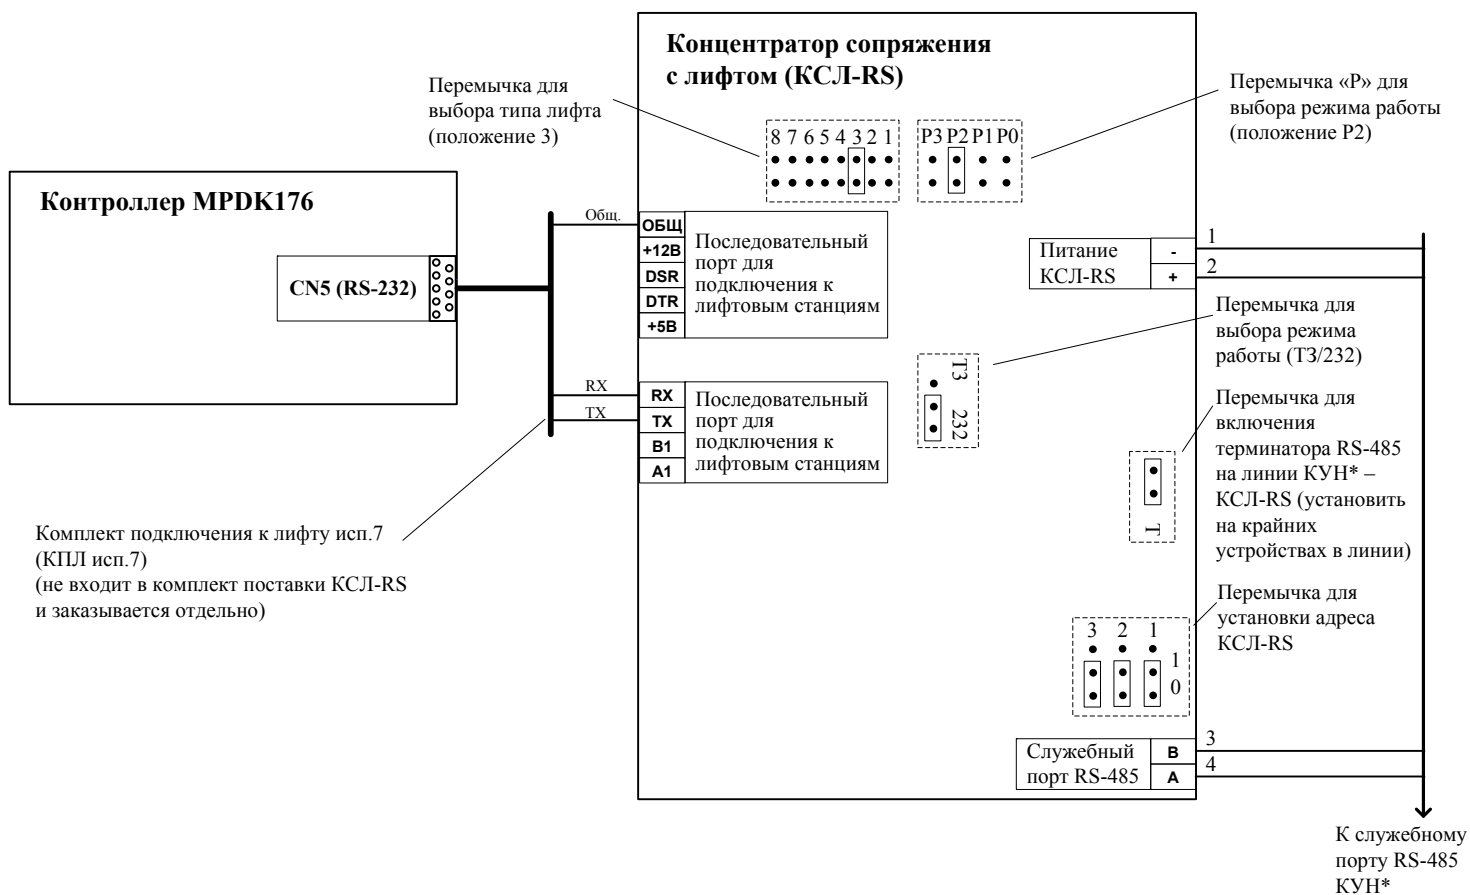 Концентратор сопряжения
с лифтом (КСЛ-RS)
Перемычка для
выбора типа лифта
(положение 3)
Перемычка «Р» для
выбора режима работы
(положение Р2)
8 7 6 5 4 3 2 1
P3 P2 P1 P0
Контроллер MPDK176
CN5 (RS-232)
Общ.
ОБЩ
+12В
DSR
DTR
+5В
Последовательный
порт для
подключения к
лифтовым станциям
Питание
КСЛ-RS
-
+
1
2
Перемычка для
выбора режима
работы (ТЗ/232)
ТЗ
232
RX
TX
RX
TX
B1
A1
Последовательный
порт для
подключения к
лифтовым станциям
Перемычка для
включения
терминатора RS-485
на линии КУН* –
КСЛ-RS (установить
на крайних
устройствах в линии)
Т
Комплект подключения к лифту исп.7
(КПЛ исп.7)
(не входит в комплект поставки КСЛ-RS
и заказывается отдельно)
Перемычка для
установки адреса
КСЛ-RS
3 2 1
1
0
Служебный
порт RS-485
B
A
3
4
К служебному
порту RS-485
КУН*